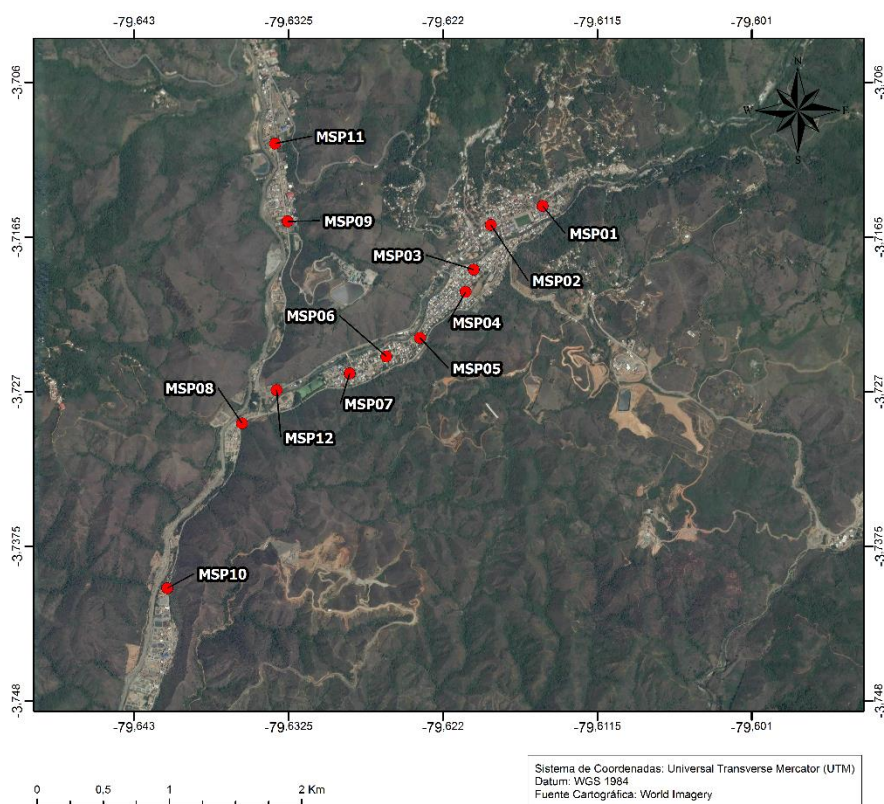 -79.643 -79.6325 -79.622 -79.6115 -79.601
-3.706 -3.706
N
W E
S
MSP11
MSP01
MSP09
-3.7165 -3.7165
MSP03
MSP02
MSP04
MSP06
MSP05
MSP08
-3.727 -3.727
MSP07
MSP12
-3.7375 -3.7375
MSP10
-3.748 -3.748
-79.643 -79.6325 -79.622 -79.6115 -79.601
0 0,5 1 2 Km
Sistema de Coordenadas: Universal Transverse Mercator (UTM)
Datum: WGS 1984
Fuente Cartográfica: World Imagery